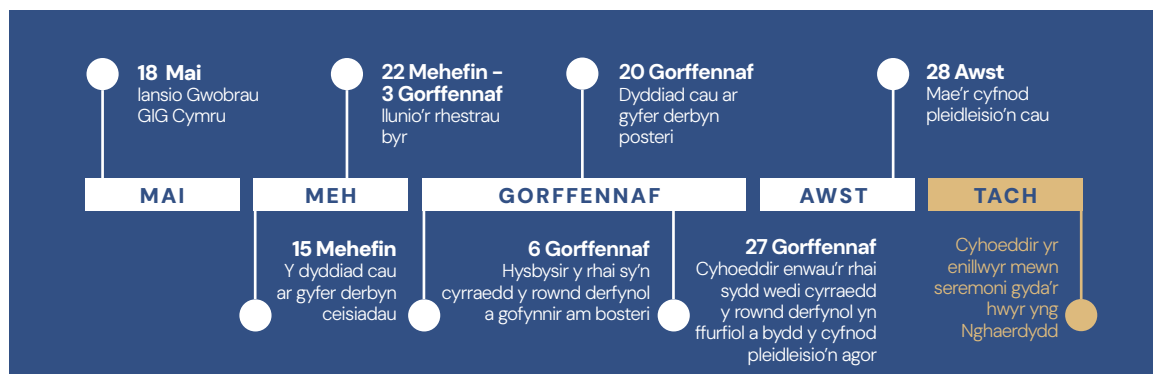 18 Mai
lansio Gwobrau
GIG Cymru
22 Mehefin –
3 Gorffennaf
llunio'r rhestrau
byr
20 Gorffennaf
Dyddiad cau ar
gyfer derbyn
posteri
28 Awst
Mae'r cyfnod
pleidleisio'n cau
MAI
MEH
GORFFENNAF
AWST
TACH
15 Mehefin
Y dyddiad cau
ar gyfer derbyn
ceisiadau
6 Gorffennaf
Hysbysir y rhai sy'n
cyrraedd y rownd derfynol
a gofynnir am bosteri
27 Gorffennaf
Cyhoeddir enwau'r rhai
sydd wedi cyrraedd
y rownd derfynol yn
ffurfiol a bydd y cyfnod
pleidleisio'n agor
Cyhoeddir yr
enillwyr mewn
seremoni gyda'r
hwyr yng
Nghaerdydd